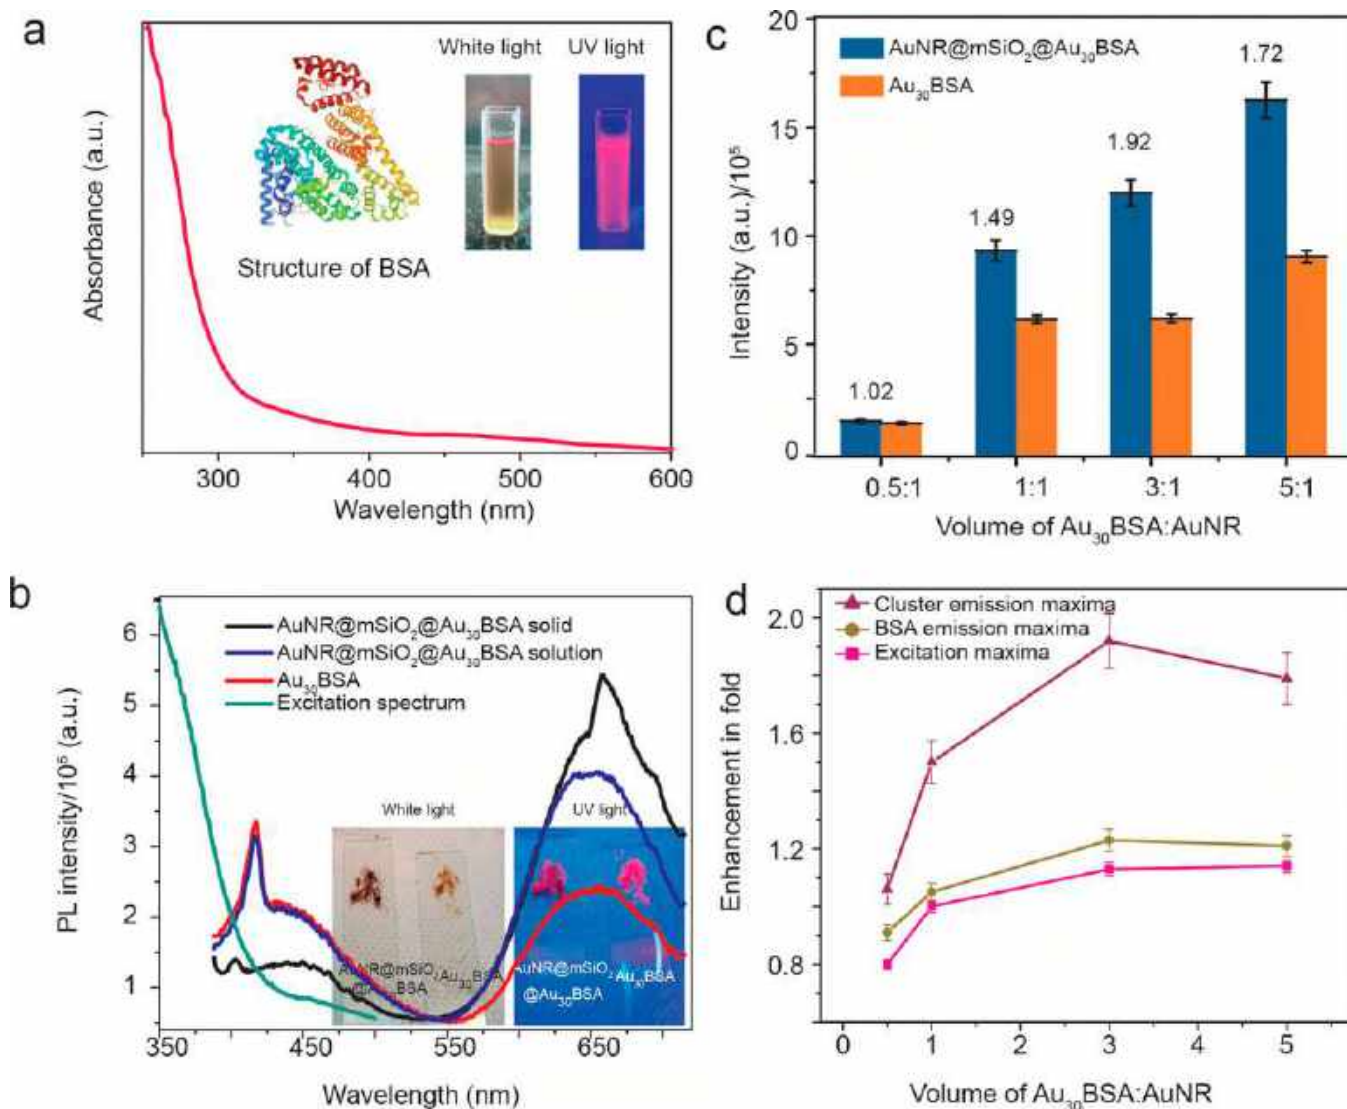 a
White light
UV light
Structure of BSA
Absorbance (a.u.)
300
400
500
600
Wavelength (nm)
c
20
15
10
5
0
Intensity (a.u.)/10⁵
AuNR@mSiO₂@Au₃₀BSA
Au₃₀BSA
1.02
1.49
1.92
1.72
0.5:1
1:1
3:1
5:1
Volume of Au₃₀BSA:AuNR
b
6
5
4
3
2
1
PL intensity/10⁵ (a.u.)
AuNR@mSiO₂@Au₃₀BSA solid
AuNR@mSiO₂@Au₃₀BSA solution
Au₃₀BSA
Excitation spectrum
White light
UV light
AuNR@mSiO₂
@Au₃₀BSA
Au₃₀BSA
AuNR@mSiO₂
@Au₃₀BSA
Au₃₀BSA
350
450
550
650
Wavelength (nm)
d
2.0
1.6
1.2
0.8
Enhancement in fold
Cluster emission maxima
BSA emission maxima
Excitation maxima
0
1
2
3
4
5
Volume of Au₃₀BSA:AuNR